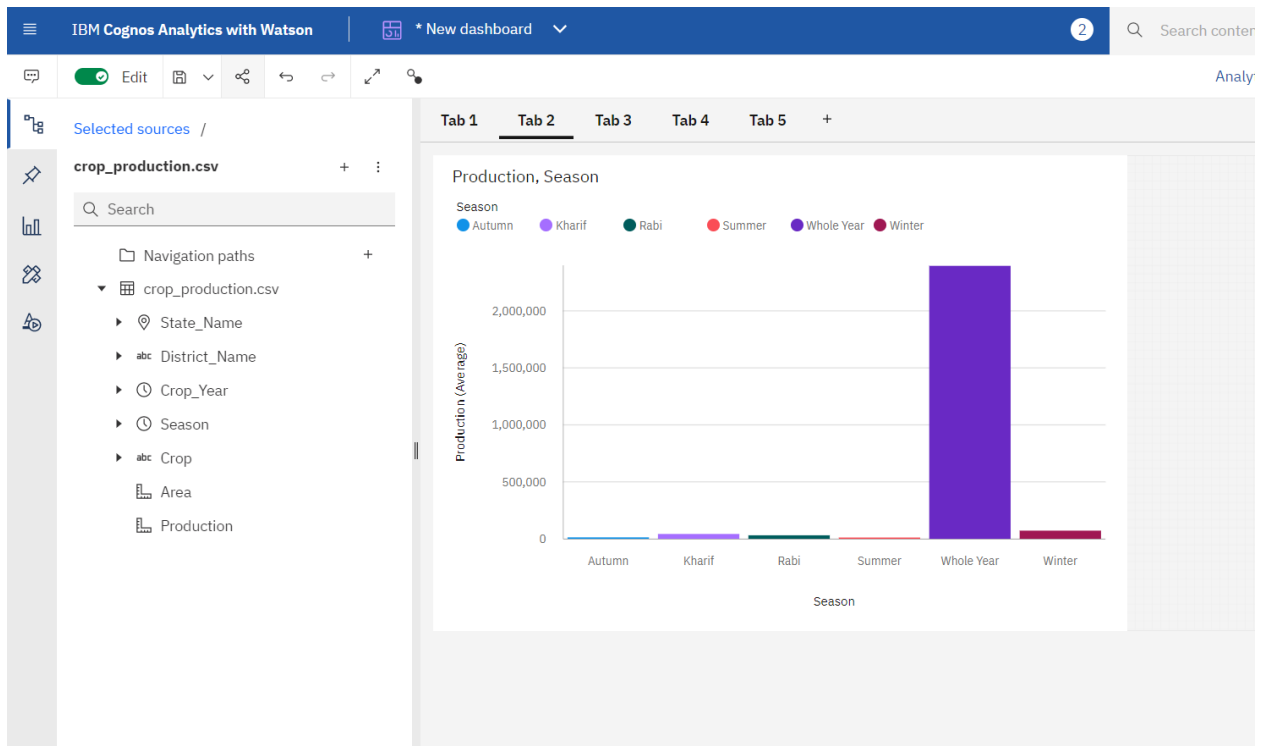 IBM Cognos Analytics with Watson
* New dashboard
2
Search conter
Edit
Analy
Selected sources /
crop_production.csv
Search
Navigation paths
crop_production.csv
State_Name
abc District_Name
Crop_Year
Season
abc Crop
Area
Production
Tab 1 Tab 2 Tab 3 Tab 4 Tab 5 +
Production, Season
Season
Autumn Kharif Rabi Summer Whole Year Winter
Production (Average)
2,000,000
1,500,000
1,000,000
500,000
0
Autumn Kharif Rabi Summer Whole Year Winter
Season